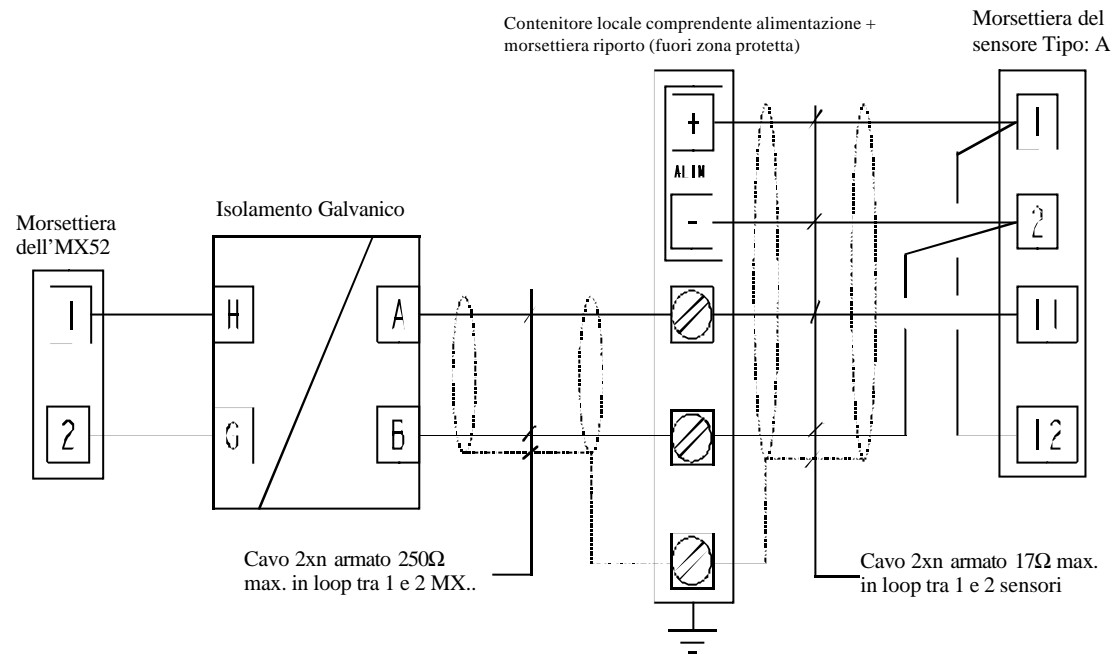 Contenitore locale comprendente alimentazione +
morsettiera riporto (fuori zona protetta)
Morsettiera del
sensore Tipo: A
+
ALIM
-
1
2
11
12
Isolamento Galvanico
Morsettiera
dell’MX52
1
2
H
G
A
Б
Cavo 2xn armato 250Ω
max. in loop tra 1 e 2 MX..
Cavo 2xn armato 17Ω max.
in loop tra 1 e 2 sensori